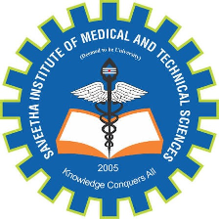 SAVEETHA INSTITUTE OF MEDICAL AND TECHNICAL SCIENCES
(Deemed to be University)
2005
Knowledge Conquers All